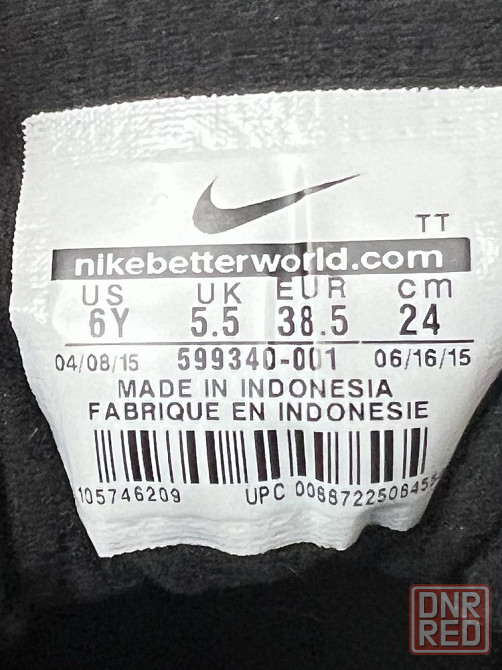 TT
nikebetterworld.com
US UK EUR cm
6Y 5.5 38.5 24
04/08/15 599340-001 06/16/15
MADE IN INDONESIA
FABRIQUE EN INDONESIE
105746209 UPC
DNR
RED